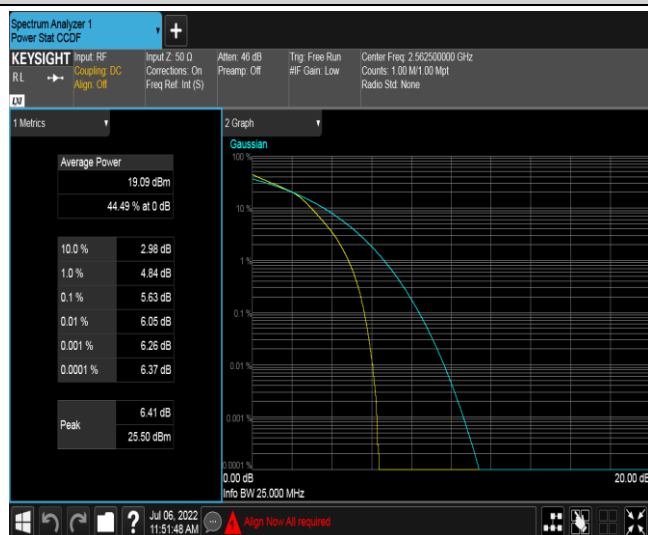 Spectrum Analyzer 1
Power Stat CCDF
KEYSIGHT
RL
LXI
Input: RF
Coupling: DC
Align: Off
Input Z: 50 Ω
Corrections: On
Freq Ref: Int (S)
Atten: 46 dB
Preamp: Off
Trig: Free Run
#IF Gain: Low
Center Freq: 2.562500000 GHz
Counts: 1.00 M/1.00 Mpt
Radio Std: None
1 Metrics
Average Power
19.09 dBm
44.49 % at 0 dB
10.0 % 2.98 dB
1.0 % 4.84 dB
0.1 % 5.63 dB
0.01 % 6.05 dB
0.001 % 6.26 dB
0.0001 % 6.37 dB
Peak
6.41 dB
25.50 dBm
2 Graph
Gaussian
100 %
10 %
1 %
0.1 %
0.01 %
0.001 %
0.0001 %
0.00 dB
20.00 dB
Info BW 25.000 MHz
?
Jul 06, 2022
11:51:48 AM
Align Now All required